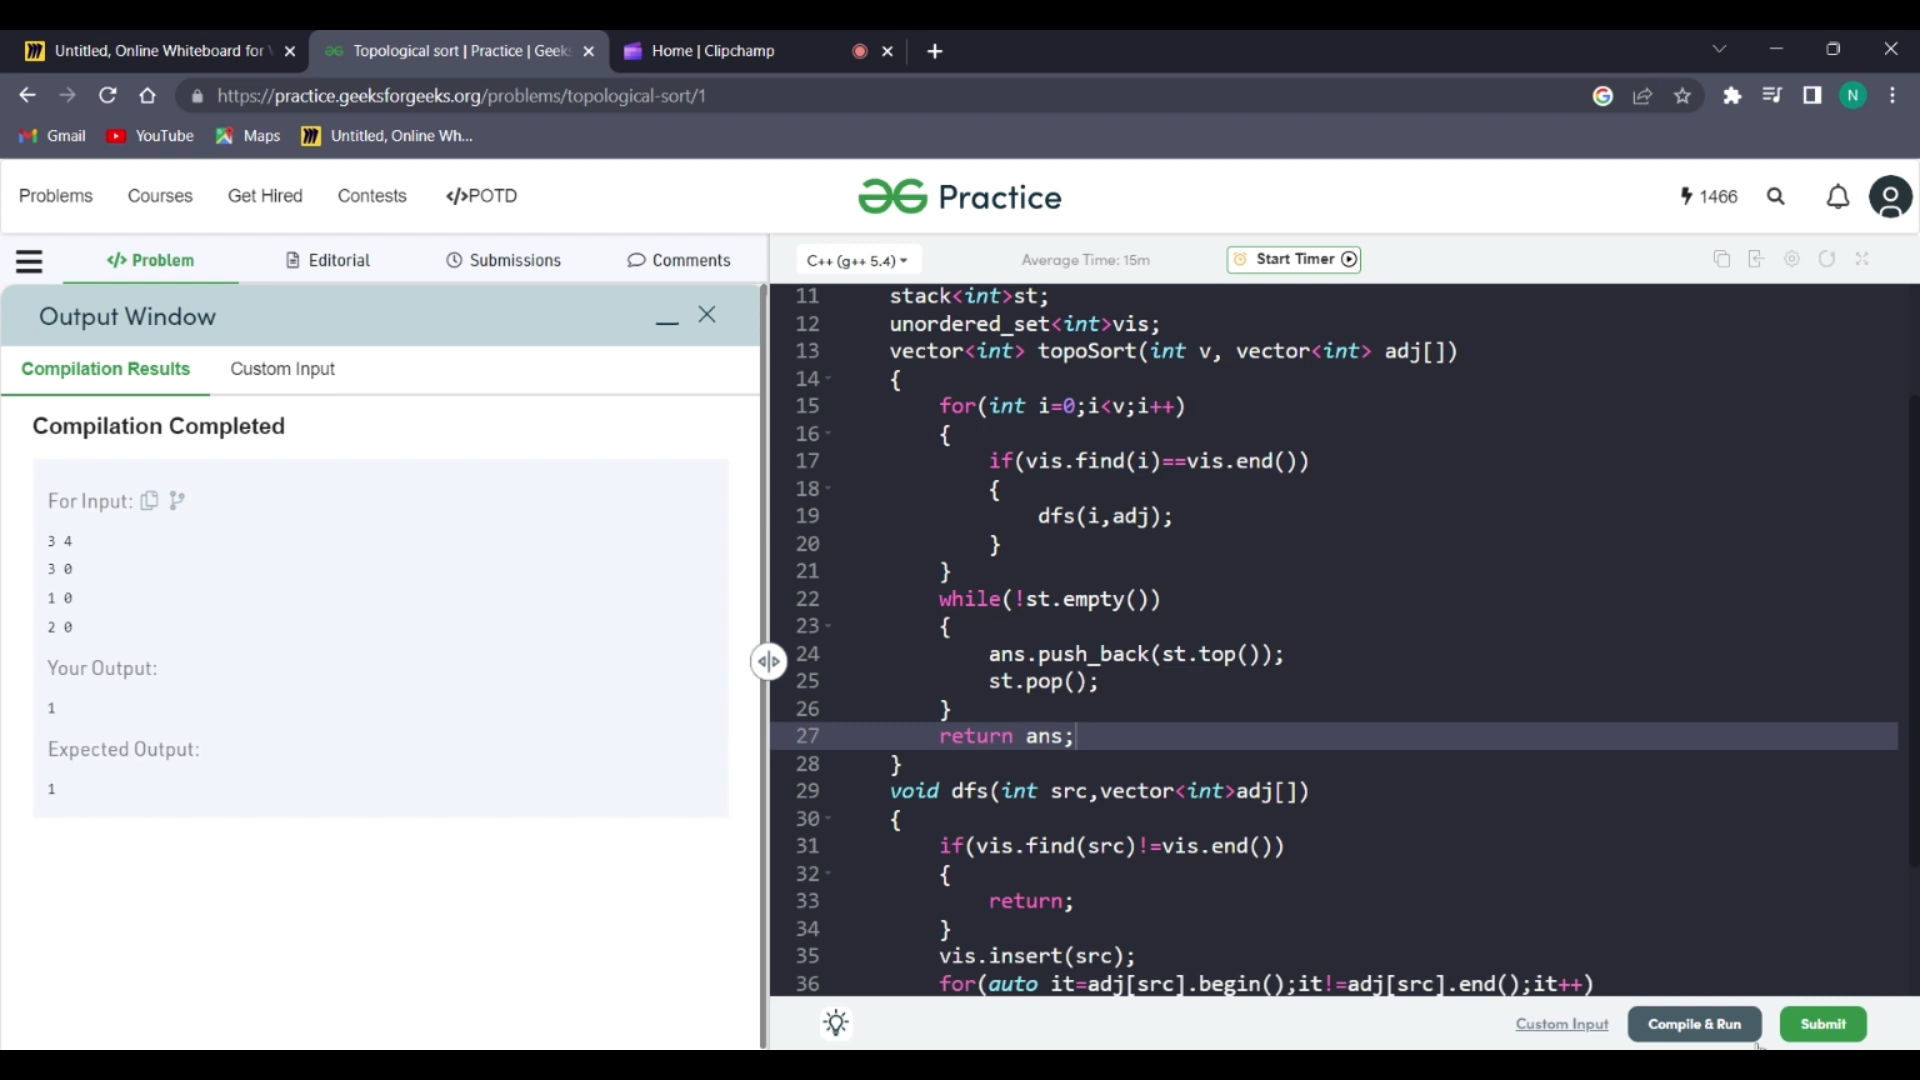 Untitled, Online Whiteboard for
Topological sort | Practice | Geek
Home | Clipchamp
https://practice.geeksforgeeks.org/problems/topological-sort/1
N
Gmail
YouTube
Maps
Untitled, Online Wh...
Problems
Courses
Get Hired
Contests
</>POTD
Practice
1466
</> Problem
Editorial
Submissions
Comments
C++ (g++ 5.4)
Average Time: 15m
Start Timer
Output Window
Compilation Results
Custom Input
Compilation Completed
For Input:
3 4
3 0
1 0
2 0
Your Output:
1
Expected Output:
1
11 stack<int>st;
12 unordered_set<int>vis;
13 vector<int> topoSort(int v, vector<int> adj[])
14 {
15 for(int i=0;i<v;i++)
16 {
17 if(vis.find(i)==vis.end())
18 {
19 dfs(i,adj);
20 }
21 }
22 while(!st.empty())
23 {
24 ans.push_back(st.top());
25 st.pop();
26 }
27 return ans;
28 }
29 void dfs(int src,vector<int>adj[])
30 {
31 if(vis.find(src)!=vis.end())
32 {
33 return;
34 }
35 vis.insert(src);
36 for(auto it=adj[src].begin();it!=adj[src].end();it++)
Custom Input
Compile & Run
Submit